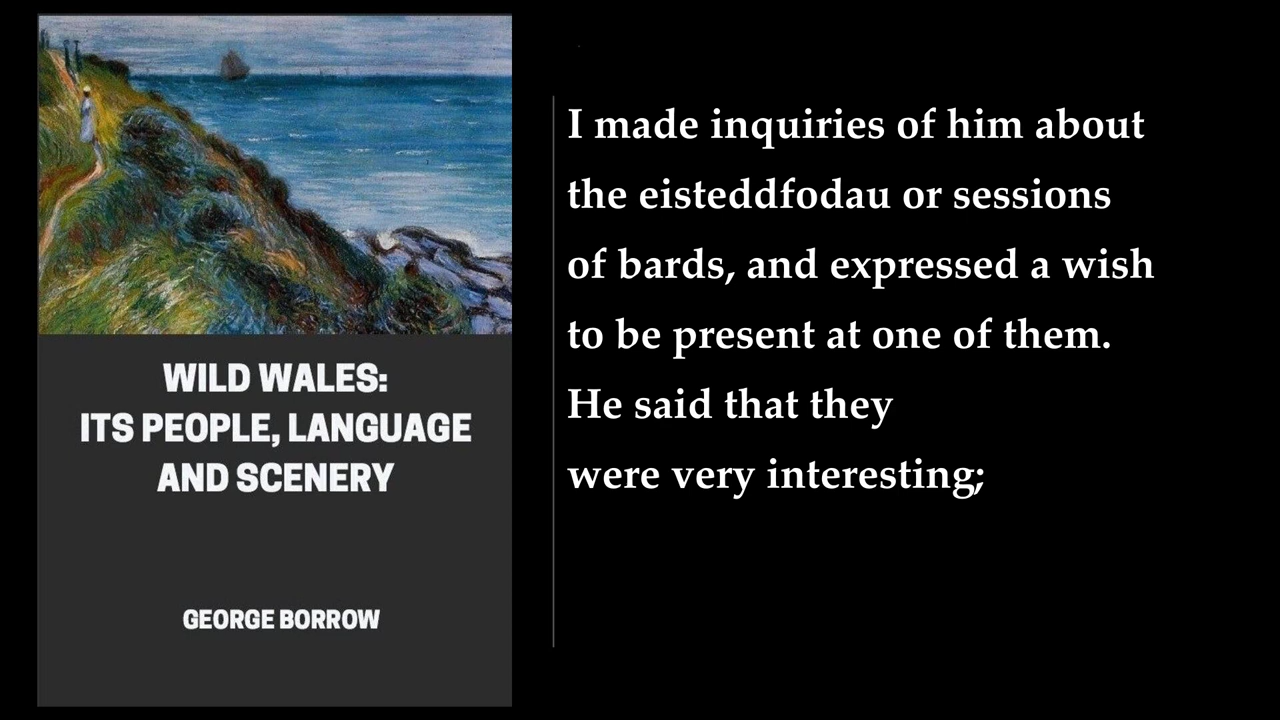 WILD WALES:
ITS PEOPLE, LANGUAGE
AND SCENERY
GEORGE BORROW
I made inquiries of him about
the eisteddfodau or sessions
of bards, and expressed a wish
to be present at one of them.
He said that they
were very interesting;